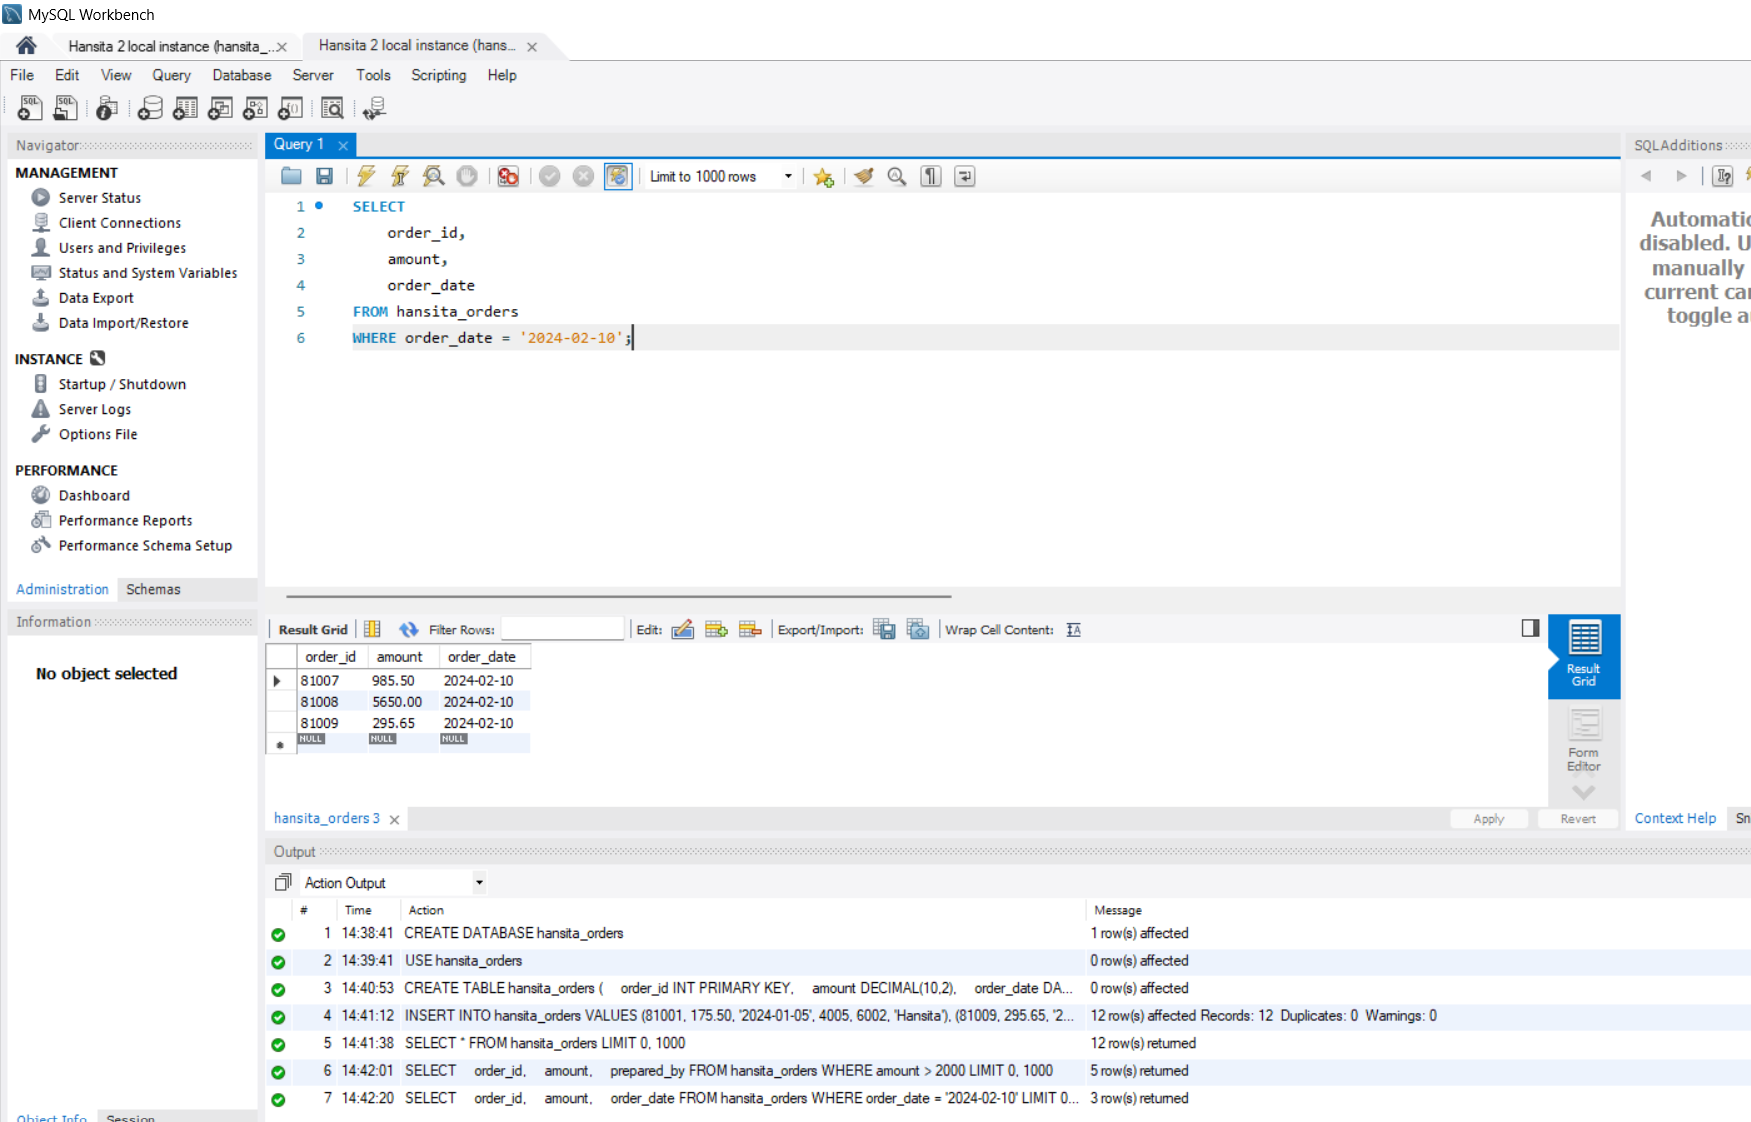 MySQL Workbench
Hansita 2 local instance (hansita_...
Hansita 2 local instance (hans...
File Edit View Query Database Server Tools Scripting Help
Navigator
MANAGEMENT
Server Status
Client Connections
Users and Privileges
Status and System Variables
Data Export
Data Import/Restore
INSTANCE
Startup / Shutdown
Server Logs
Options File
PERFORMANCE
Dashboard
Performance Reports
Performance Schema Setup
Administration Schemas
Information
No object selected
Object Info Session
Query 1
Limit to 1000 rows
1 SELECT
2 order_id,
3 amount,
4 order_date
5 FROM hansita_orders
6 WHERE order_date = '2024-02-10';
Result Grid Filter Rows: Edit: Export/Import: Wrap Cell Content:
order_id amount order_date
81007 985.50 2024-02-10
81008 5650.00 2024-02-10
81009 295.65 2024-02-10
NULL NULL NULL
Result
Grid
Form
Editor
hansita_orders 3
Apply Revert
SQLAdditions
Automatic
disabled. U
manually
current car
toggle a
Context Help Sn
Output
Action Output
# Time Action Message
1 14:38:41 CREATE DATABASE hansita_orders 1 row(s) affected
2 14:39:41 USE hansita_orders 0 row(s) affected
3 14:40:53 CREATE TABLE hansita_orders ( order_id INT PRIMARY KEY, amount DECIMAL(10,2), order_date DA... 0 row(s) affected
4 14:41:12 INSERT INTO hansita_orders VALUES (81001, 175.50, '2024-01-05', 4005, 6002, 'Hansita'), (81009, 295.65, '2... 12 row(s) affected Records: 12 Duplicates: 0 Warnings: 0
5 14:41:38 SELECT * FROM hansita_orders LIMIT 0, 1000 12 row(s) returned
6 14:42:01 SELECT order_id, amount, prepared_by FROM hansita_orders WHERE amount > 2000 LIMIT 0, 1000 5 row(s) returned
7 14:42:20 SELECT order_id, amount, order_date FROM hansita_orders WHERE order_date = '2024-02-10' LIMIT 0... 3 row(s) returned